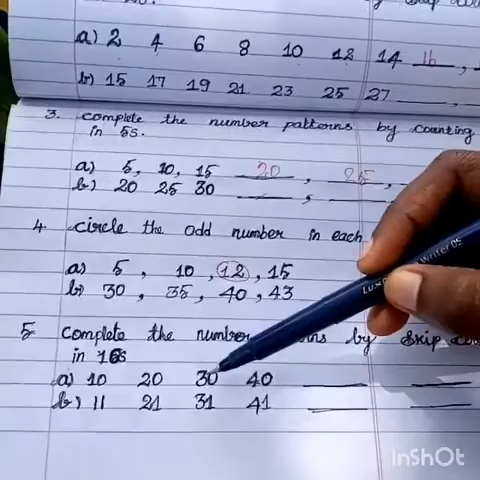 a) 2 4 6 8 10 12 14 16
b) 15 17 19 21 23 25 27
3. complete the number patterns by counting
in 5s.
a) 5, 10, 15 20, 25,
b) 20 25 30
4. circle the odd number in each
a) 5, 10, 12, 15
b) 30, 35, 40, 43
LUXOR Writer 05
5 complete the number by skip
in 10s
a) 10 20 30 40
b) 11 21 31 41
InShOt